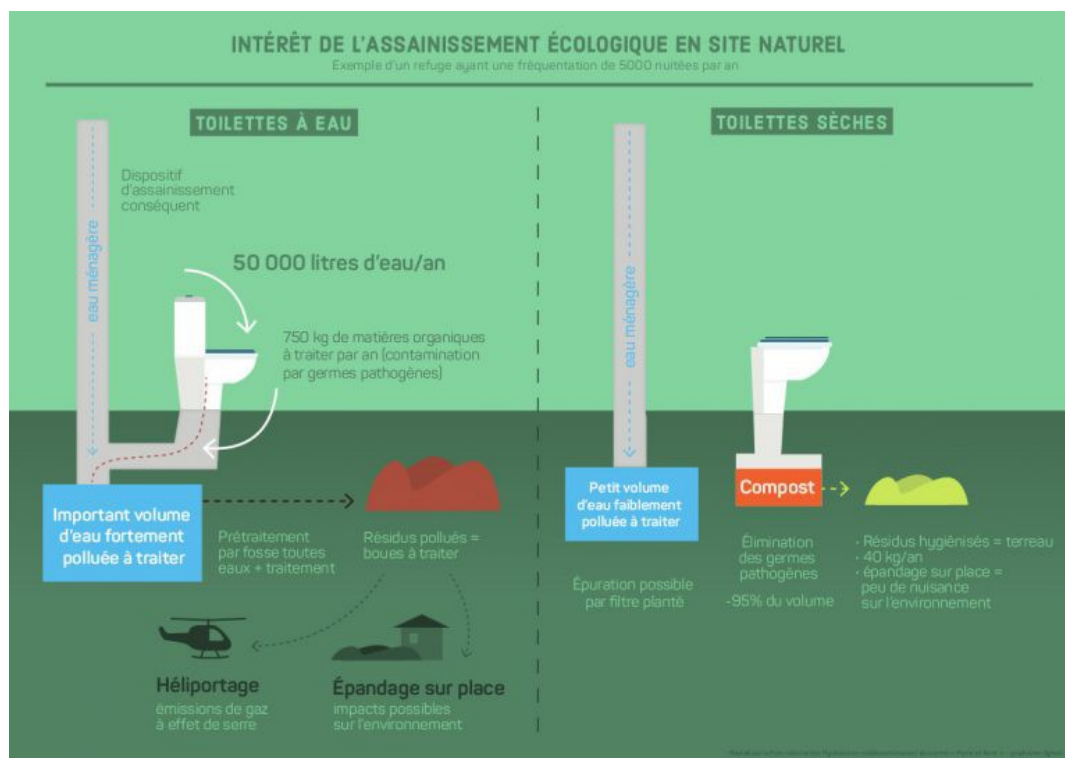 INTÉRÊT DE L'ASSAINISSEMENT ÉCOLOGIQUE EN SITE NATUREL
Exemple d'un refuge ayant une fréquentation de 5000 nuitées par an
TOILETTES À EAU
Dispositif
d'assainissement
conséquent
eau ménagère
50 000 litres d'eau/an
750 kg de matières organiques
à traiter par an (contamination
par germes pathogènes)
Important volume
d'eau fortement
polluée à traiter
Prétraitement
par fosse toutes
eaux + traitement
Résidus pollués =
boues à traiter
Héliportage
émissions de gaz
à effet de serre
Épandage sur place
impacts possibles
sur l'environnement
TOILETTES SÈCHES
eau ménagère
Petit volume
d'eau faiblement
polluée à traiter
Épuration possible
par filtre planté
Compost
Élimination
des germes
pathogènes
-95% du volume
· Résidus hygiénisés = terreau
· 40 kg/an
· épandage sur place =
peu de nuisance
sur l'environnement